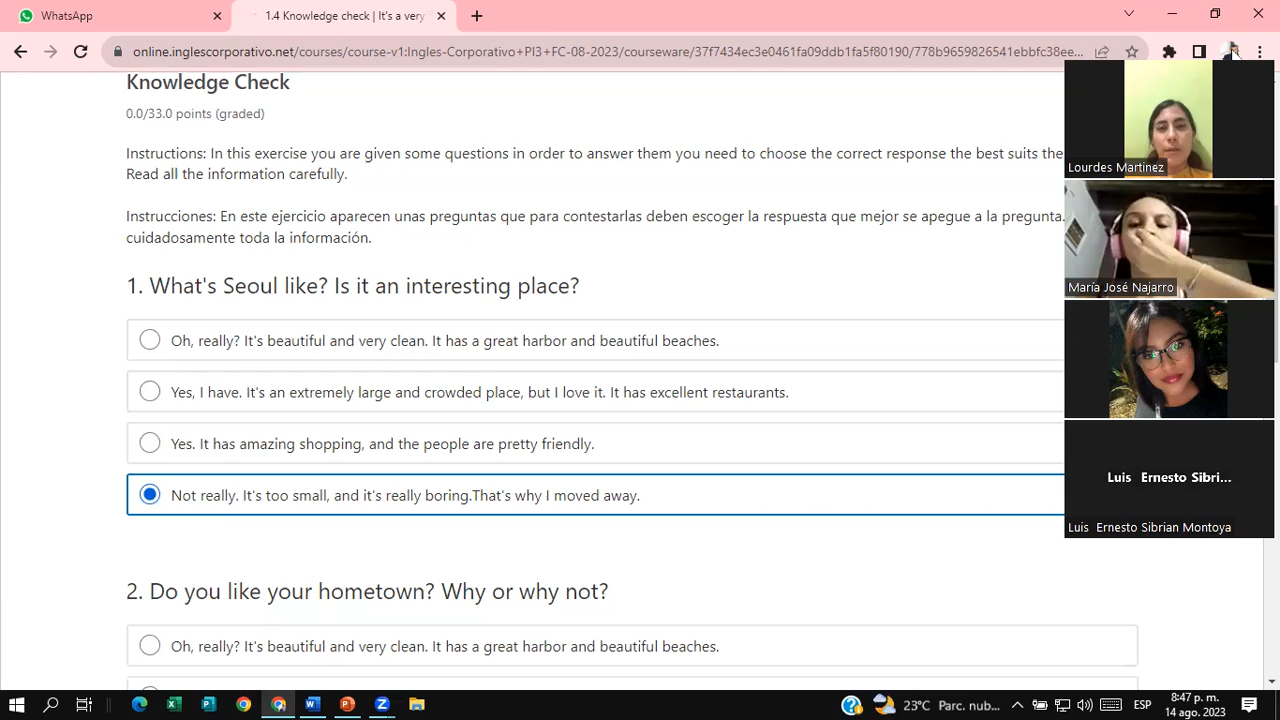 WhatsApp
1.4 Knowledge check | It's a very
online.inglescorporativo.net/courses/course-v1:Ingles-Corporativo+PI3+FC-08-2023/courseware/37f7434ec3e0461fa9ddb1fa5f80190/778b9659826541ebbfc38ee...
Knowledge Check
0.0/33.0 points (graded)
Instructions: In this exercise you are given some questions in order to answer them you need to choose the correct response the best suits the
Read all the information carefully.
Instrucciones: En este ejercicio aparecen unas preguntas que para contestarlas deben escoger la respuesta que mejor se apegue a la pregunta.
cuidadosamente toda la información.
1. What's Seoul like? Is it an interesting place?
Oh, really? It's beautiful and very clean. It has a great harbor and beautiful beaches.
Yes, I have. It's an extremely large and crowded place, but I love it. It has excellent restaurants.
Yes. It has amazing shopping, and the people are pretty friendly.
Not really. It's too small, and it's really boring.That's why I moved away.
2. Do you like your hometown? Why or why not?
Oh, really? It's beautiful and very clean. It has a great harbor and beautiful beaches.
Lourdes Martinez
María José Najarro
Luis Ernesto Sibri...
Luis Ernesto Sibrian Montoya
23°C Parc. nub...
ESP
8:47 p. m.
14 ago. 2023